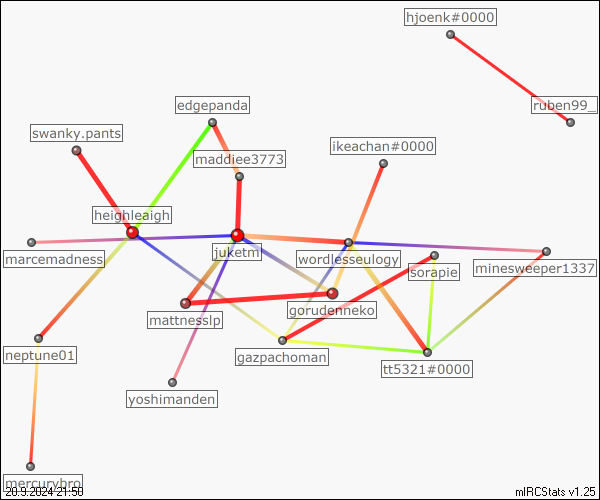 hjoenk#0000
edgepanda
ruben99_
swanky.pants
ikeachan#0000
maddiee3773
heighleaigh
juketm
marcemadness
wordlesseulogy
sorapie
minesweeper1337
gorudenneko
mattnesslp
neptune01
gazpachoman
tt5321#0000
yoshimanden
mercurybro
20.9.2024 21:50
mIRCStats v1.25